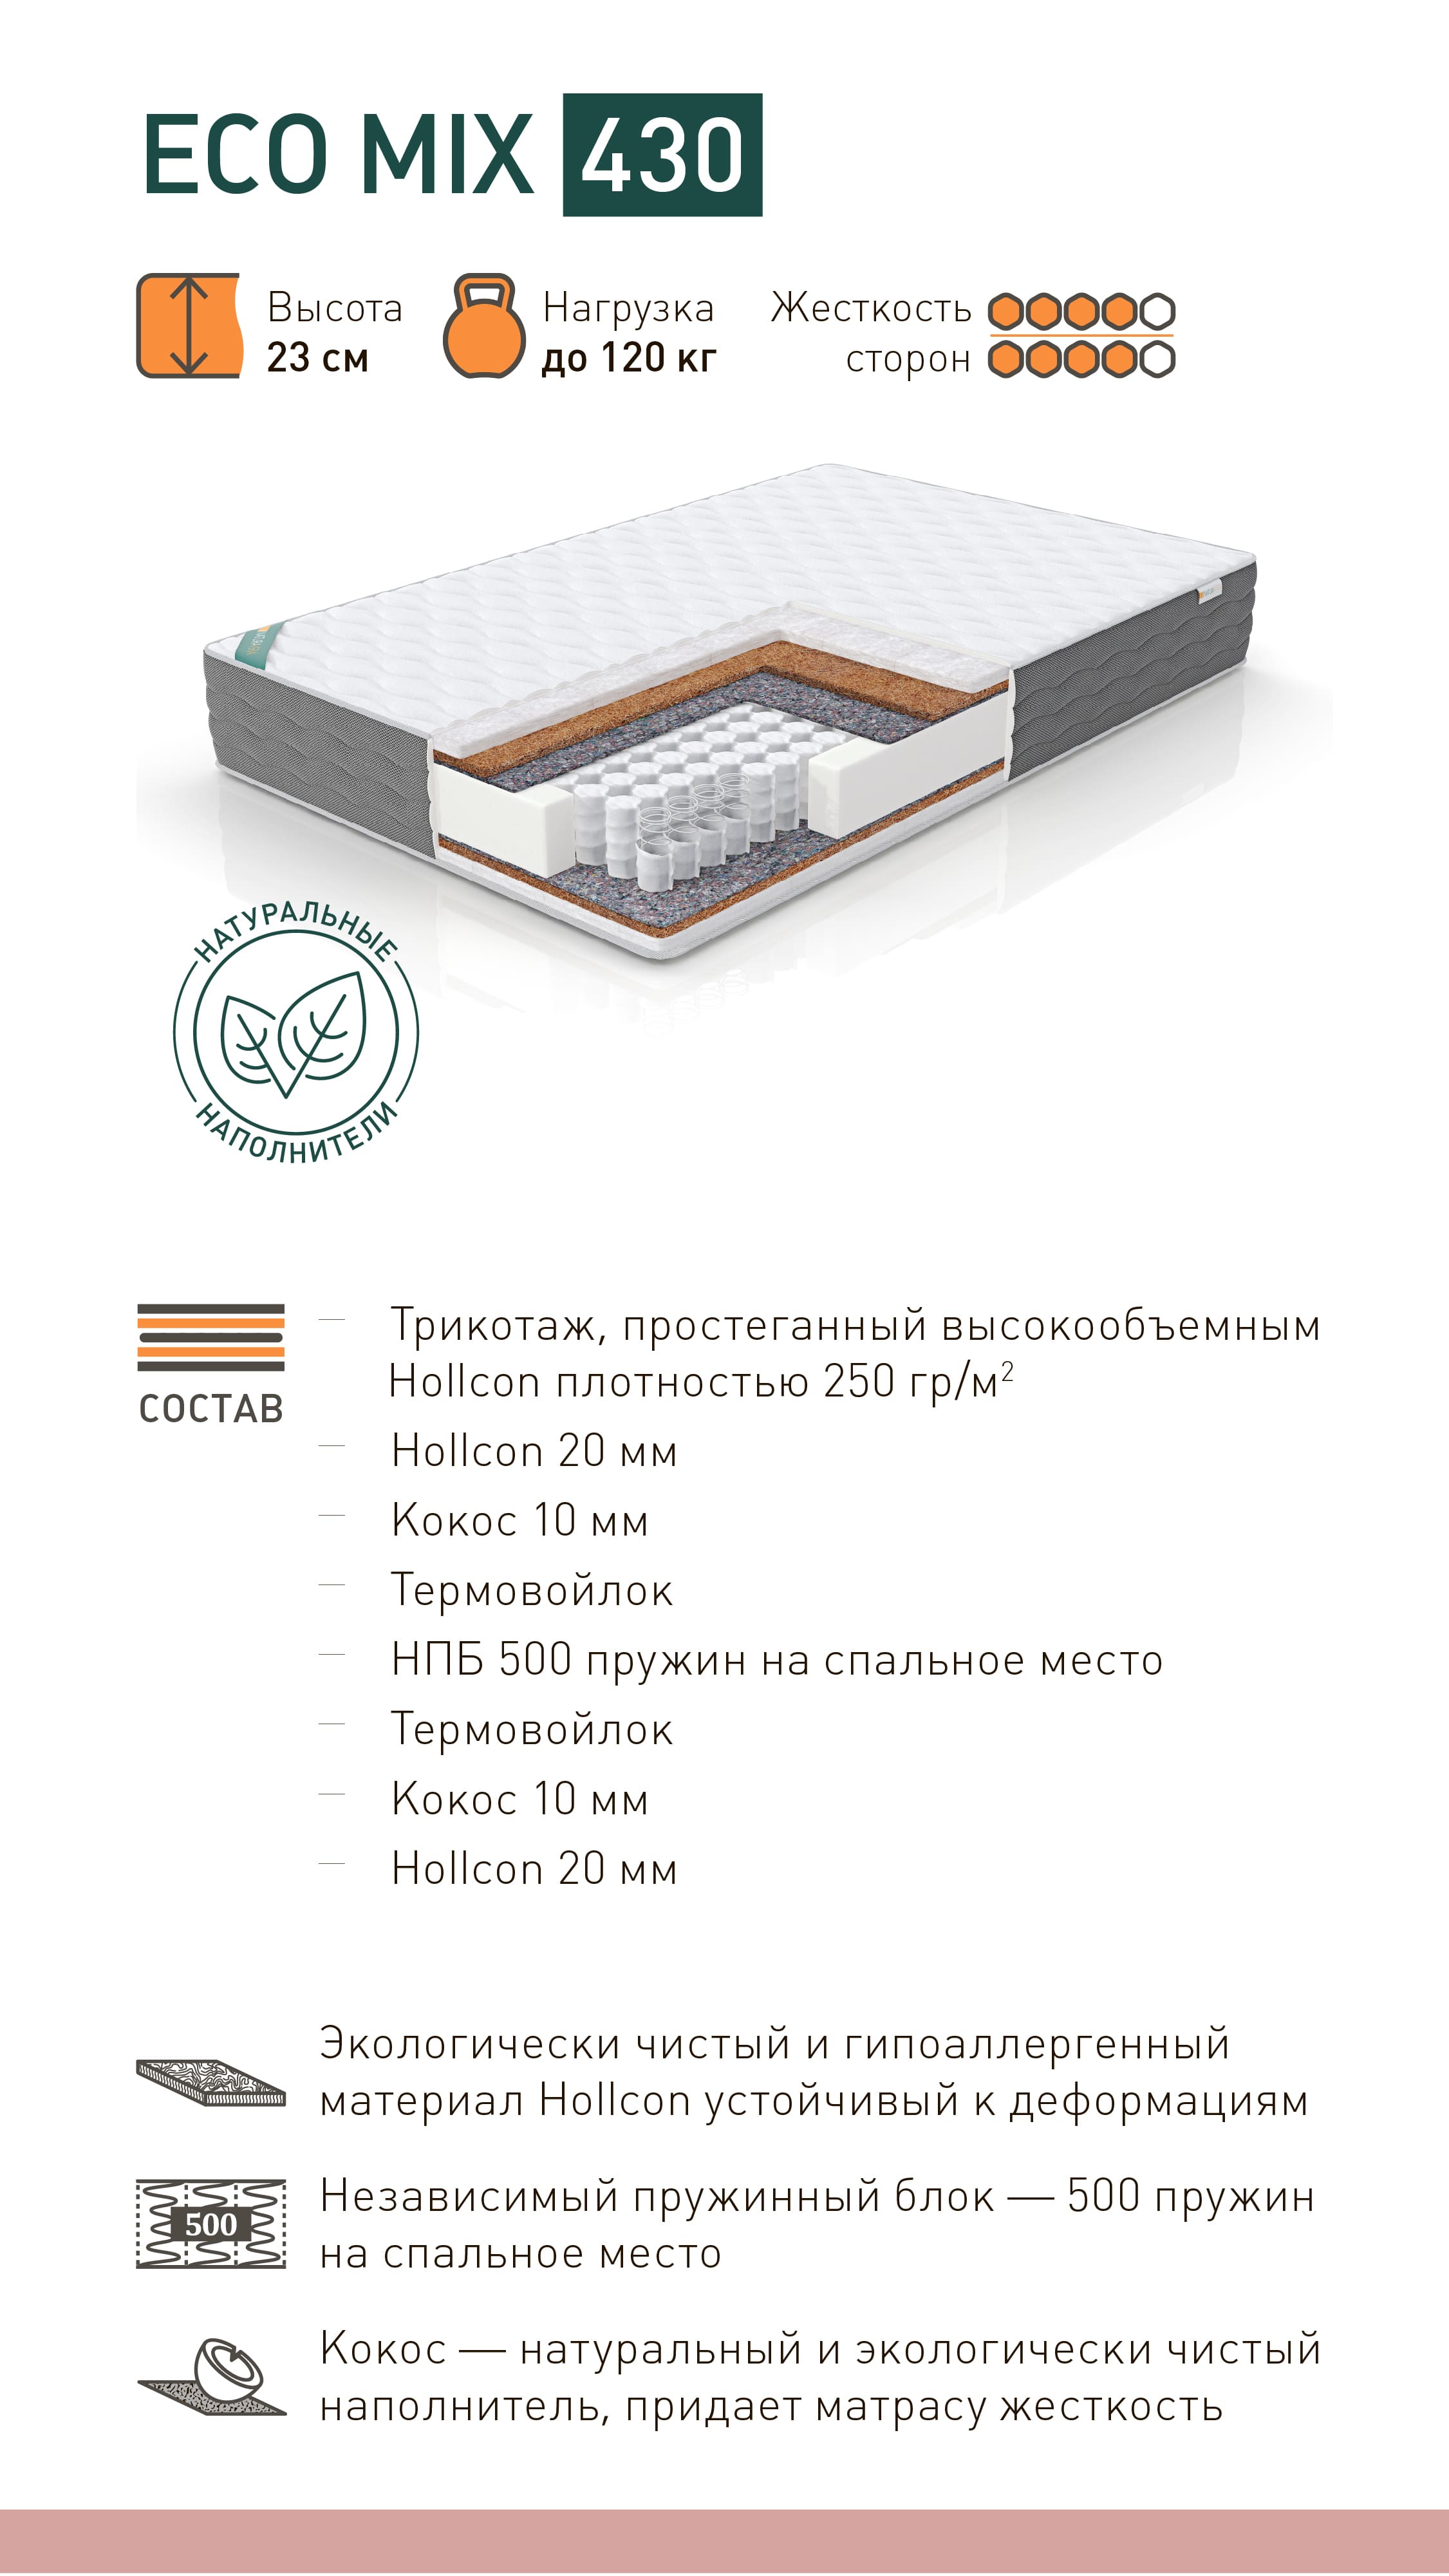 ECO MIX 430
Высота
23 см
Нагрузка
до 120 кг
Жесткость
сторон
НАТУРАЛЬНЫЕ
НАПОЛНИТЕЛИ
СОСТАВ
— Трикотаж, простеганный высокообъемным
Hollcon плотностью 250 гр/м²
— Hollcon 20 мм
— Кокос 10 мм
— Термовойлок
— НПБ 500 пружин на спальное место
— Термовойлок
— Кокос 10 мм
— Hollcon 20 мм
Экологически чистый и гипоаллергенный
материал Hollcon устойчивый к деформациям
500
Независимый пружинный блок — 500 пружин
на спальное место
Кокос — натуральный и экологически чистый
наполнитель, придает матрасу жесткость